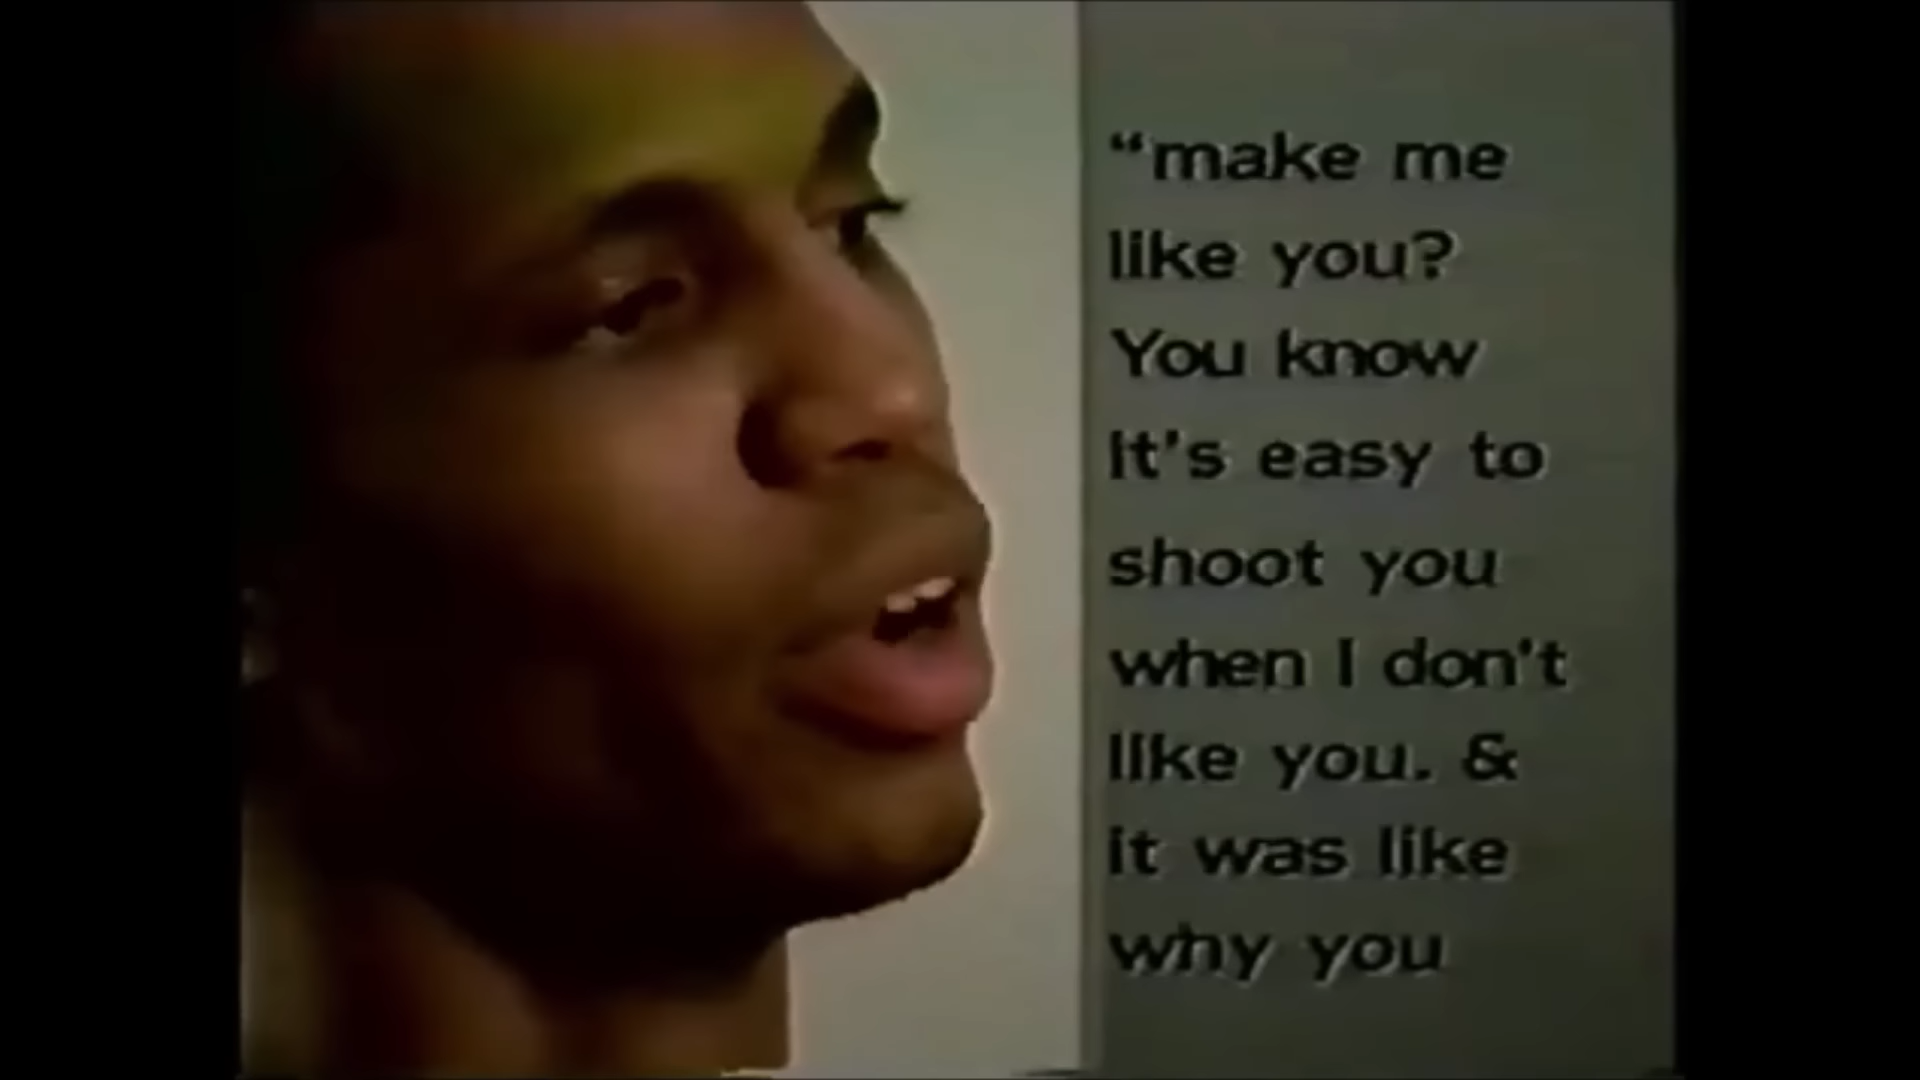 “make me
like you?
You know
it's easy to
shoot you
when I don't
like you. &
it was like
why you